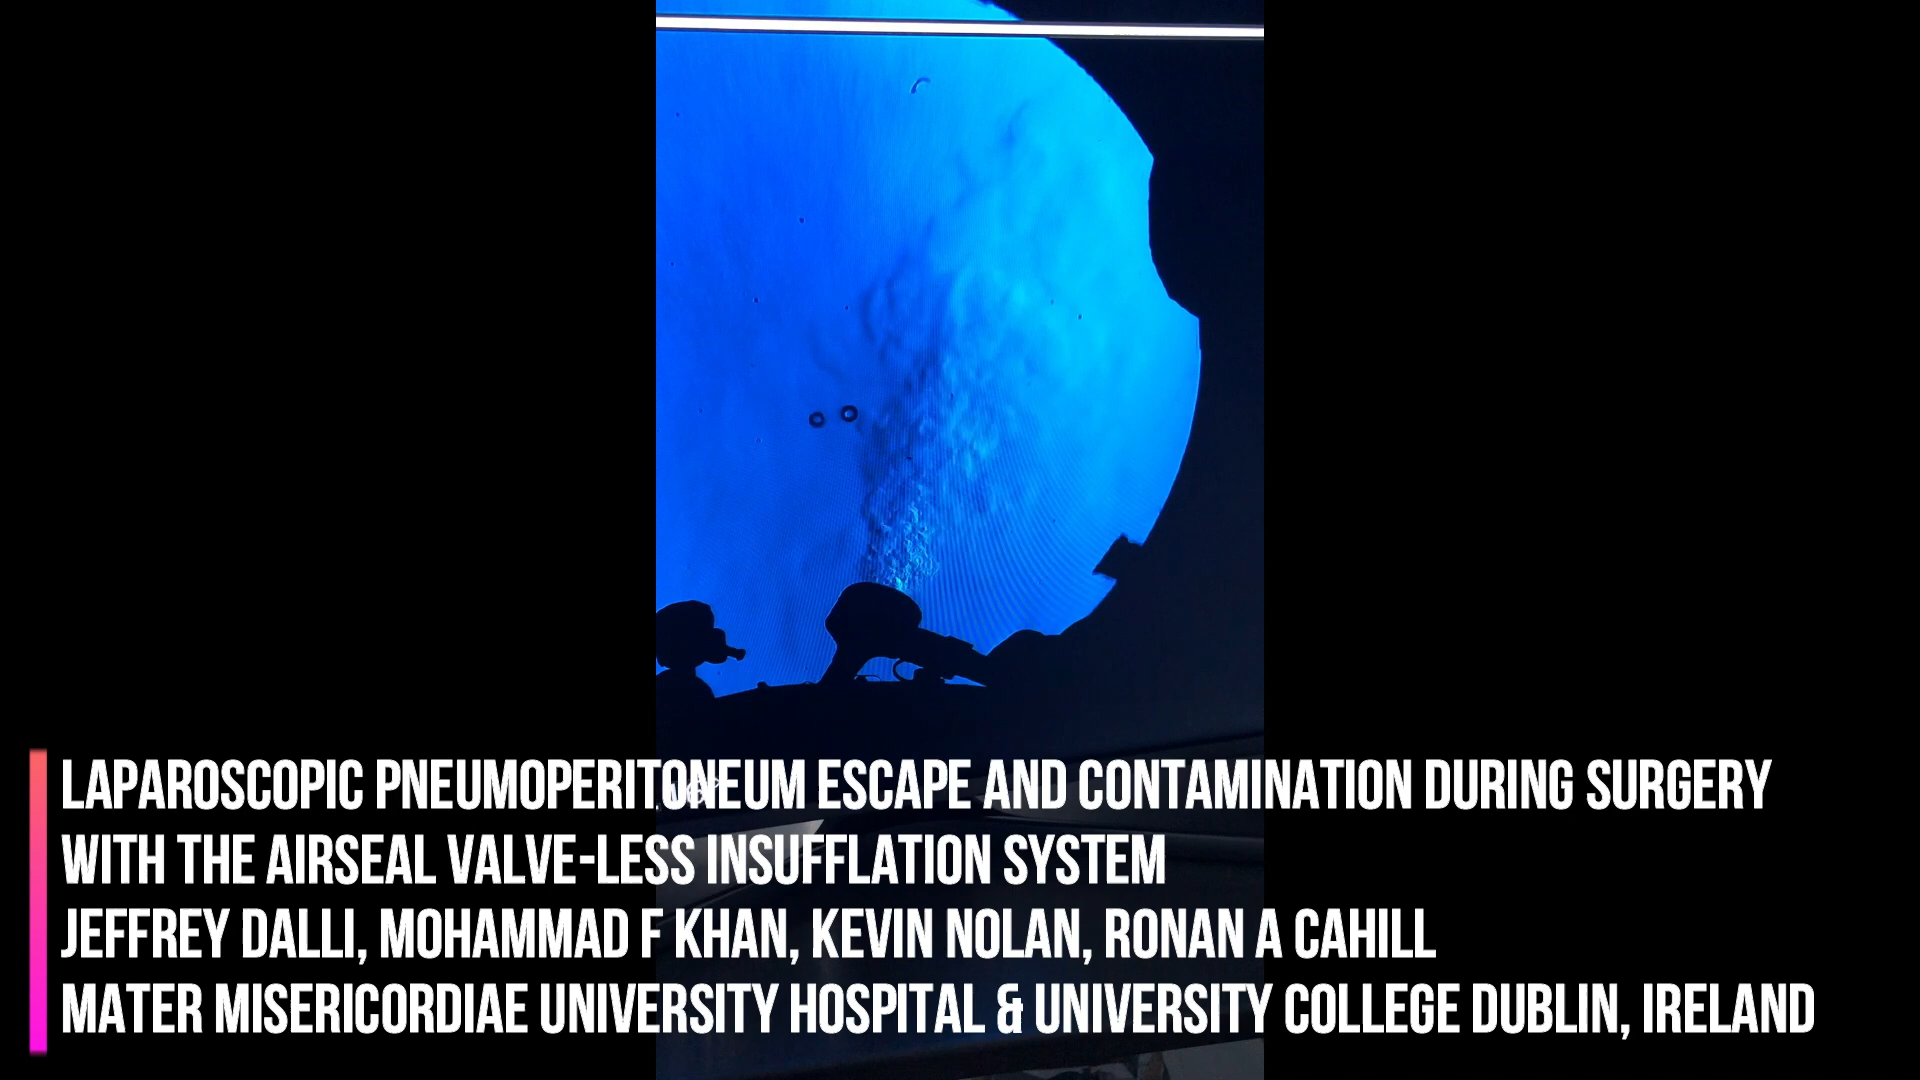 LAPAROSCOPIC PNEUMOPERITONEUM ESCAPE AND CONTAMINATION DURING SURGERY
WITH THE AIRSEAL VALVE-LESS INSUFFLATION SYSTEM
JEFFREY DALLI, MOHAMMAD F KHAN, KEVIN NOLAN, RONAN A CAHILL
MATER MISERICORDIAE UNIVERSITY HOSPITAL & UNIVERSITY COLLEGE DUBLIN, IRELAND